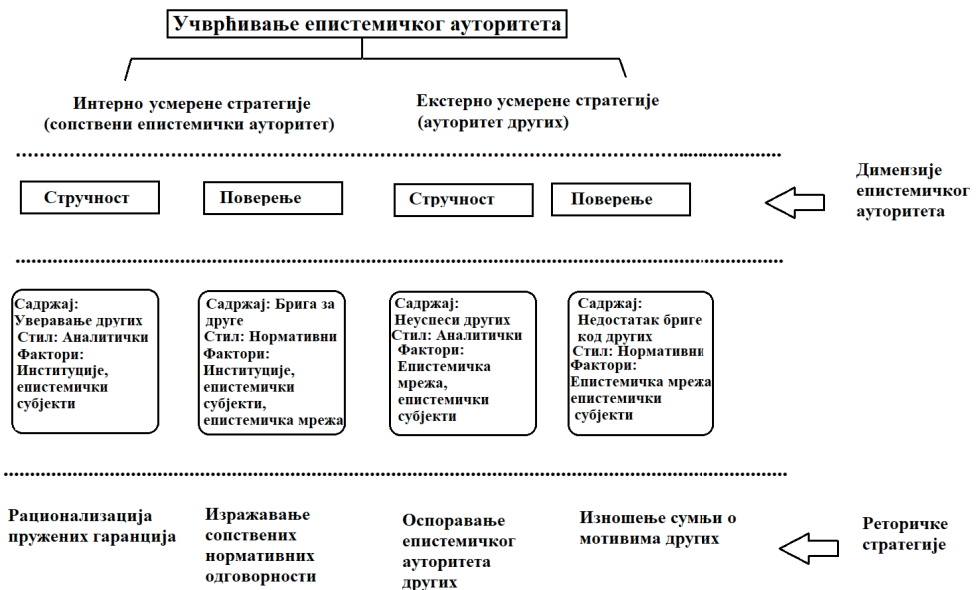 Учврћивање епистемичког ауторитета
Интерно усмерене стратегије
(сопствени епистемички ауторитет)
Екстерно усмерене стратегије
(ауторитет других)
Стручност
Поверење
Стручност
Поверење
Димензије
епистемичког
ауторитета
Садржај:
Уверавање других
Стил: Аналитички
Фактори:
Институције,
епистемички
субјекти
Садржај: Брига за
друге
Стил: Нормативни
Фактори:
Институције,
епистемички
субјекти,
епистемичка мрежа
Садржај:
Неуспеси других
Стил: Аналитички
Фактори:
Епистемичка
мрежа,
епистемички
субјекти
Садржај:
Недостатак бриге
код других
Стил: Нормативни
Фактори:
Епистемичка мрежа
епистемички
субјекти
Рационализација
пружених гаранција
Изражавање
сопствених
нормативних
одговорности
Оспоравање
епистемичког
ауторитета
других
Изношење сумњи о
мотивима других
Реторичке
стратегије